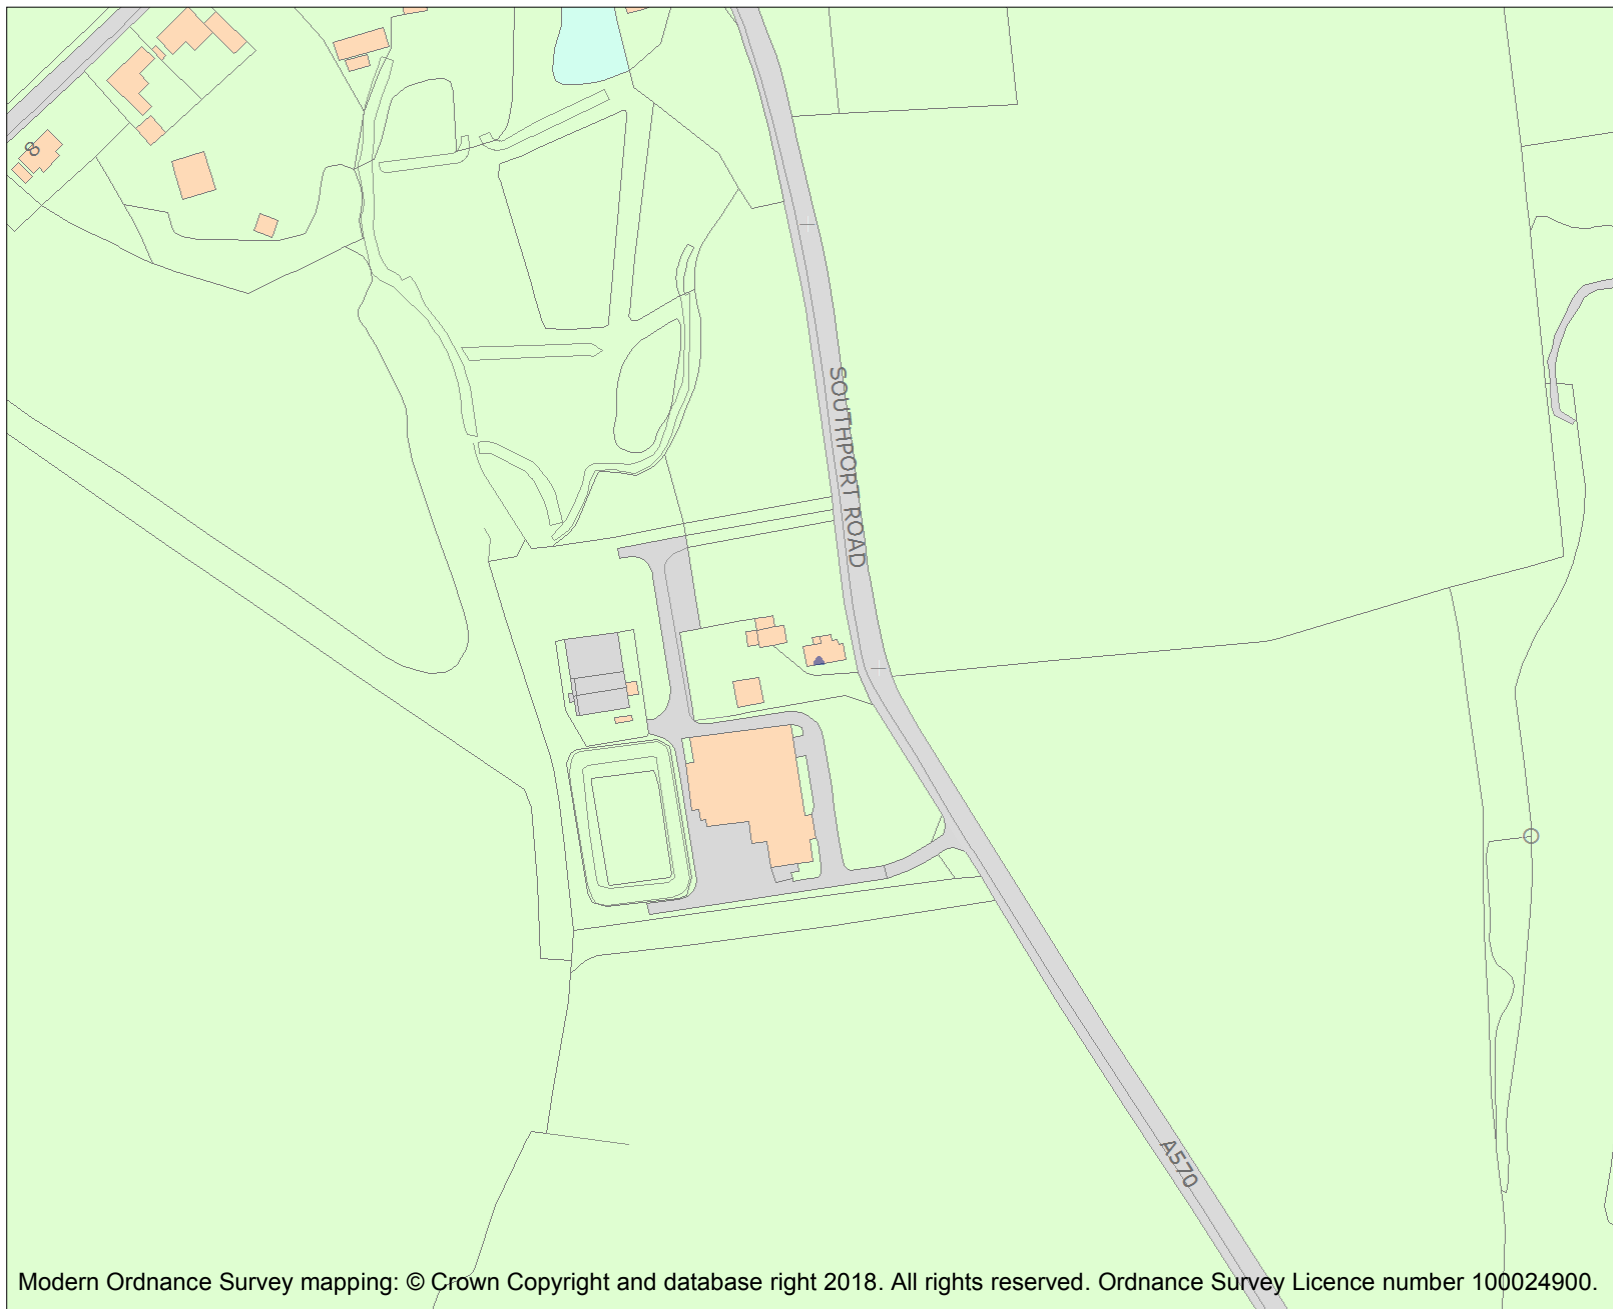 8
SOUTHPORT ROAD
A570
Modern Ordnance Survey mapping: © Crown Copyright and database right 2018. All rights reserved. Ordnance Survey Licence number 100024900.